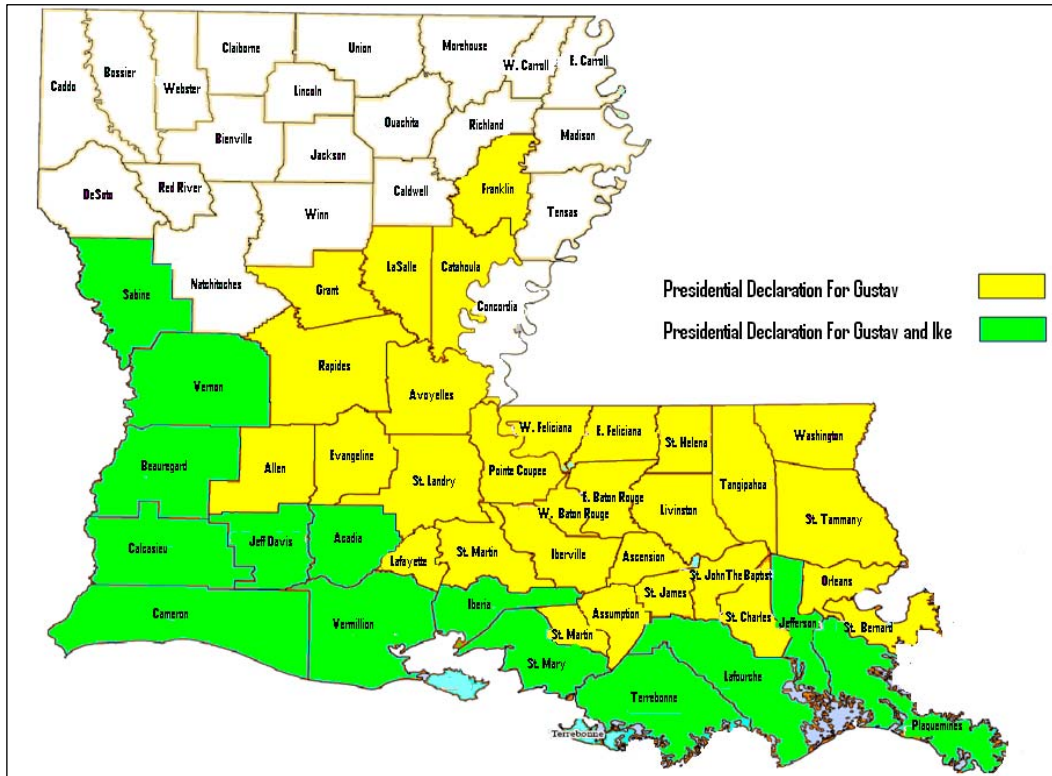 Claiborne
Union
Morehouse
W. Carroll
E. Carroll
Bossier
Caddo
Webster
Lincoln
Ouachita
Richland
Madison
Bienville
Jackson
Franklin
DeSoto
Red River
Caldwell
Winn
Tensas
LaSalle
Catahoula
Natchitoches
Grant
Concordia
Sabine
Presidential Declaration For Gustav
Presidential Declaration For Gustav and Ike
Vernon
Rapides
Avoyelles
W. Feliciana
E. Feliciana
St. Helena
Washington
Beauregard
Allen
Evangeline
Pointe Coupee
Tangipahoa
St. Landry
E. Baton Rouge
W. Baton Rouge
Livinston
St. Tammany
Calcasieu
Jeff Davis
Acadia
Lafayette
St. Martin
Iberville
Ascension
St. John The Baptst
Orleans
Cameron
Vermillion
Iberia
Assumption
St. James
St. Charles
Jefferson
St. Bernard
St. Martin
St. Mary
Terrebonne
Lafourche
Plaquemines
Terrebonne